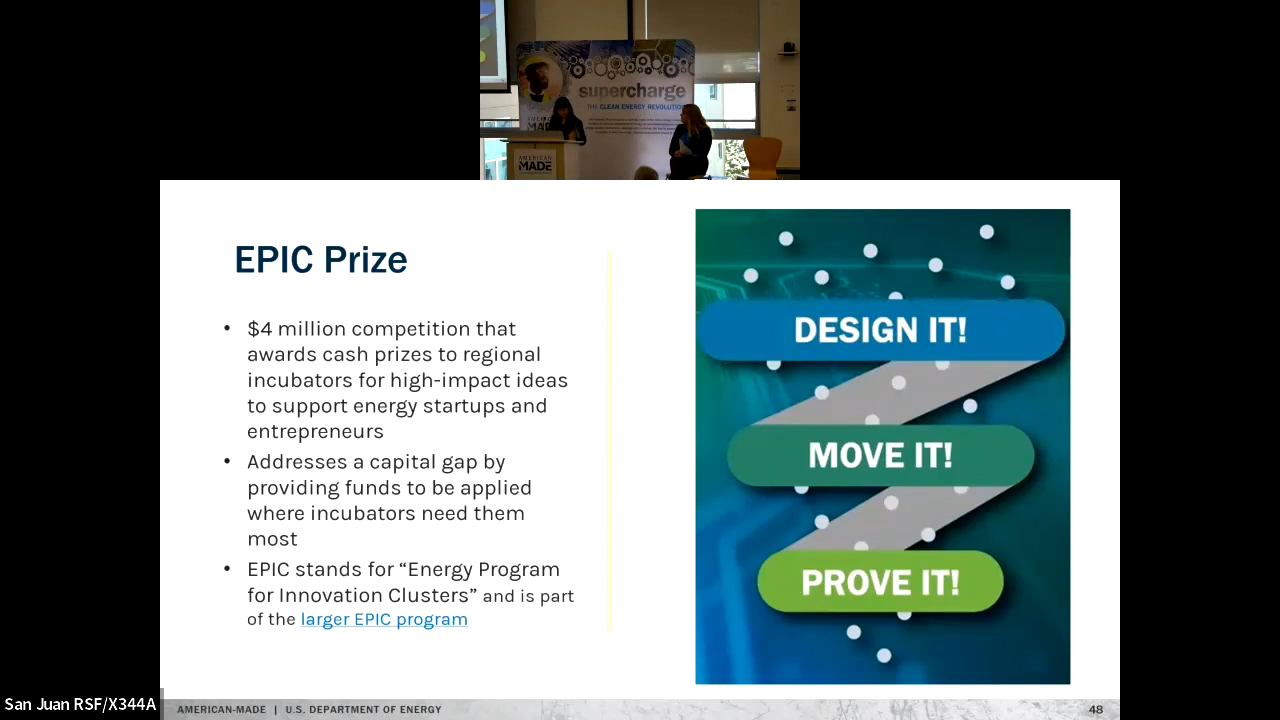 supercharge
THE CLEAN ENERGY REVOLUTION
AMERICAN
MADE
EPIC Prize
• $4 million competition that
awards cash prizes to regional
incubators for high-impact ideas
to support energy startups and
entrepreneurs
• Addresses a capital gap by
providing funds to be applied
where incubators need them
most
• EPIC stands for “Energy Program
for Innovation Clusters” and is part
of the larger EPIC program
DESIGN IT!
MOVE IT!
PROVE IT!
San Juan RSF/X344A
AMERICAN-MADE | U.S. DEPARTMENT OF ENERGY
48